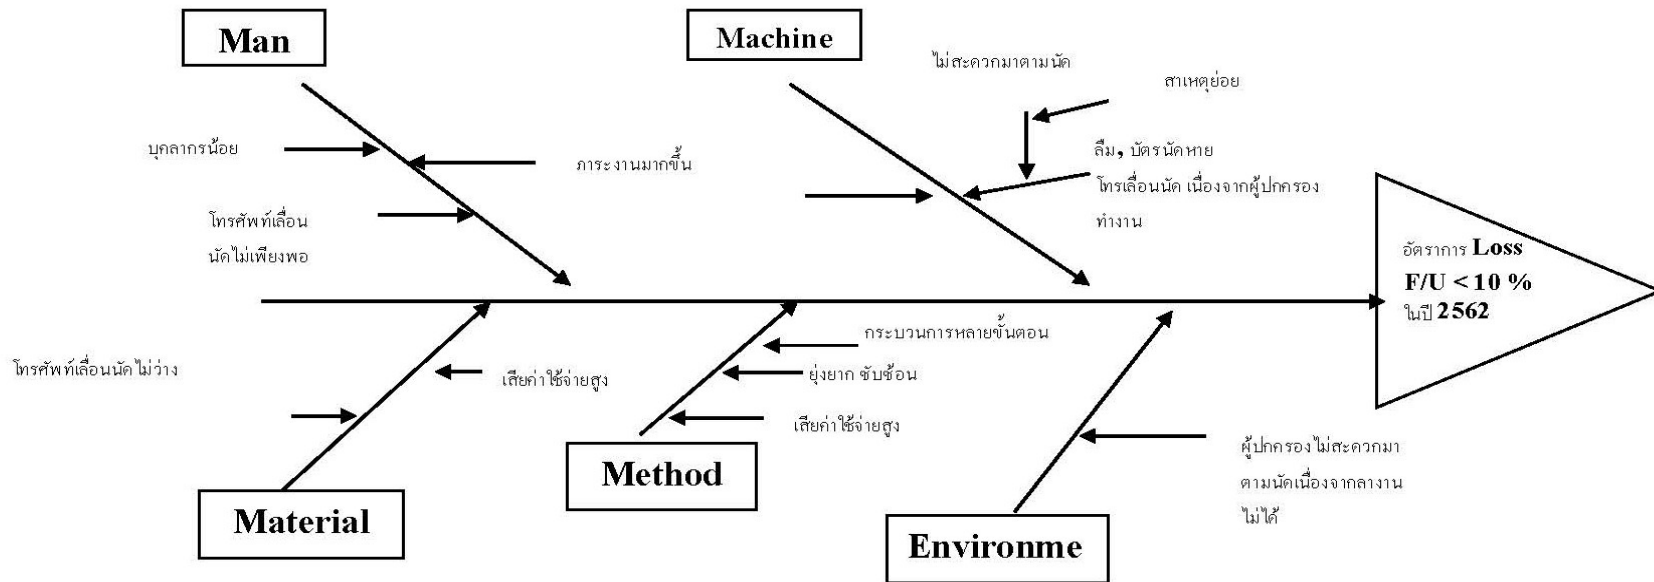 Man
Machine
ไม่สะดวกมาตามนัด
สาเหตุย่อย
บุคลากรน้อย
ภาระงานมากขึ้น
ลืม, บัตรนัดหาย
โทรเลื่อนนัด เนื่องจากผู้ปกครอง
ทำงาน
โทรศัพท์เลื่อน
นัดไม่เพียงพอ
อัตราการ Loss
F/U < 10 %
ในปี 2562
โทรศัพท์เลื่อนนัดไม่ว่าง
เสียค่าใช้จ่ายสูง
กระบวนการหลายขั้นตอน
ยุ่งยาก ซับซ้อน
เสียค่าใช้จ่ายสูง
ผู้ปกครองไม่สะดวกมา
ตามนัดเนื่องจากลางาน
ไม่ได้
Material
Method
Environme